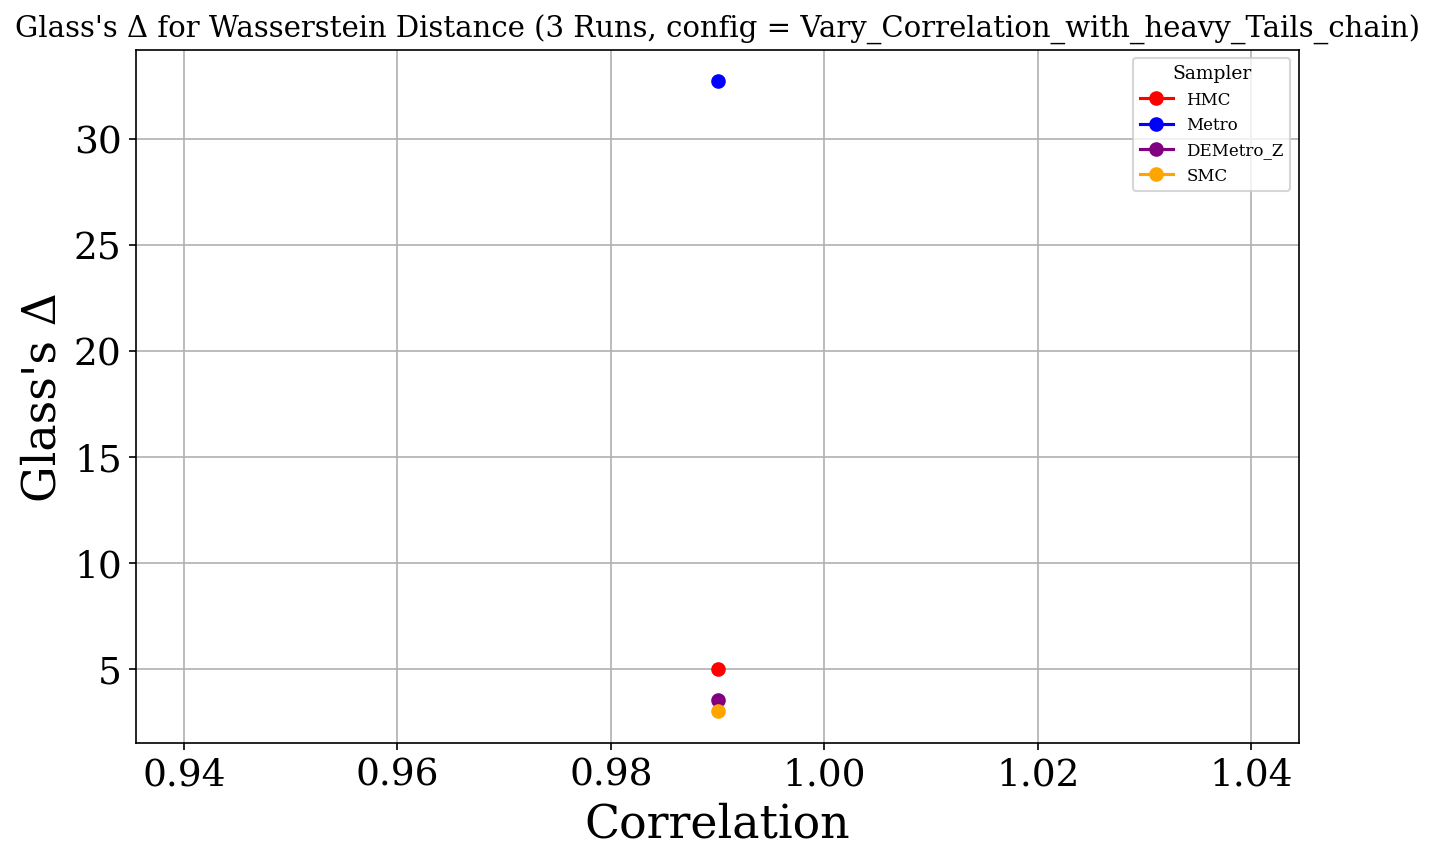 Glass's Δ for Wasserstein Distance (3 Runs, config = Vary_Correlation_with_heavy_Tails_chain)
Sampler
HMC
Metro
DEMetro_Z
SMC
Glass's Δ
30
25
20
15
10
5
0.94 0.96 0.98 1.00 1.02 1.04
Correlation